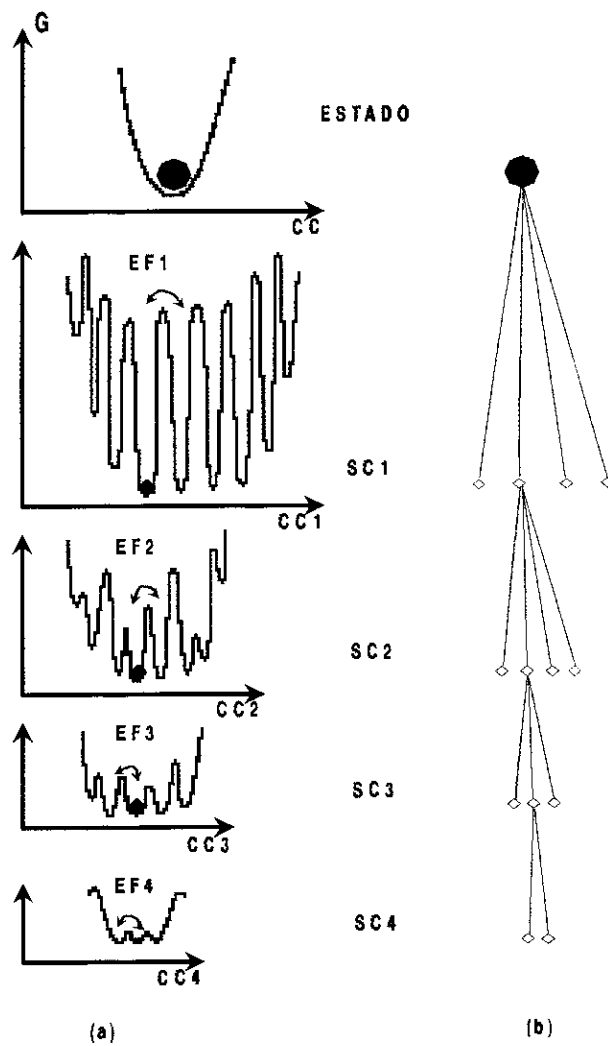 G
ESTADO
CC
EF1
SC1
CC1
EF2
SC2
CC2
EF3
SC3
CC3
EF4
SC4
CC4
(a)
(b)